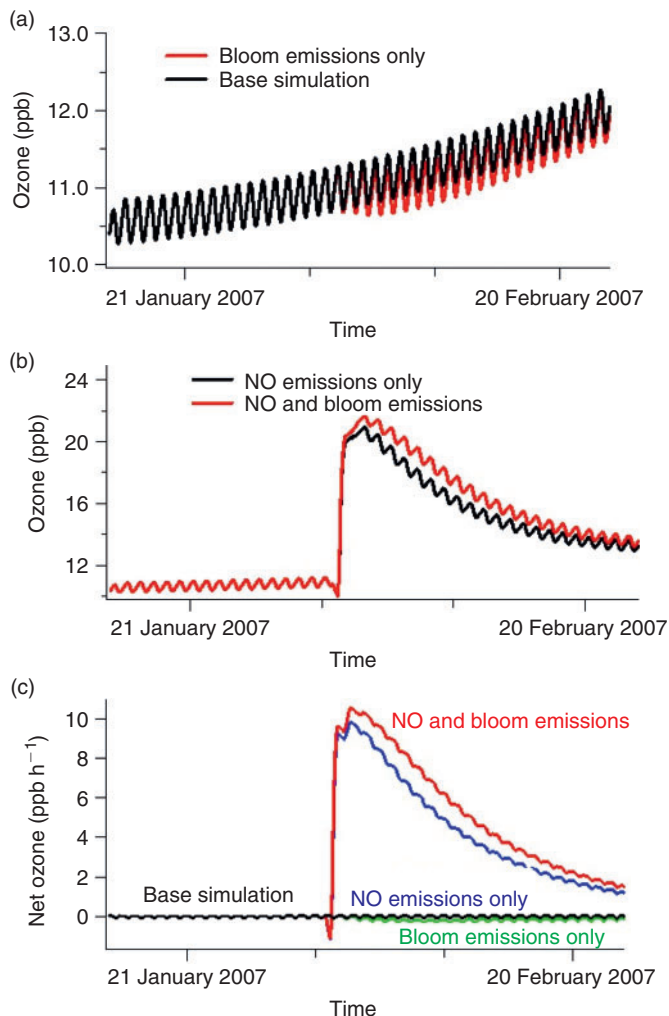 (a)
13.0
12.0
11.0
10.0
Ozone (ppb)
Bloom emissions only
Base simulation
21 January 2007 20 February 2007
Time
(b)
24
20
16
12
Ozone (ppb)
NO emissions only
NO and bloom emissions
21 January 2007 20 February 2007
Time
(c)
10
8
6
4
2
0
Net ozone (ppb h⁻¹)
NO and bloom emissions
Base simulation
NO emissions only
Bloom emissions only
21 January 2007 20 February 2007
Time